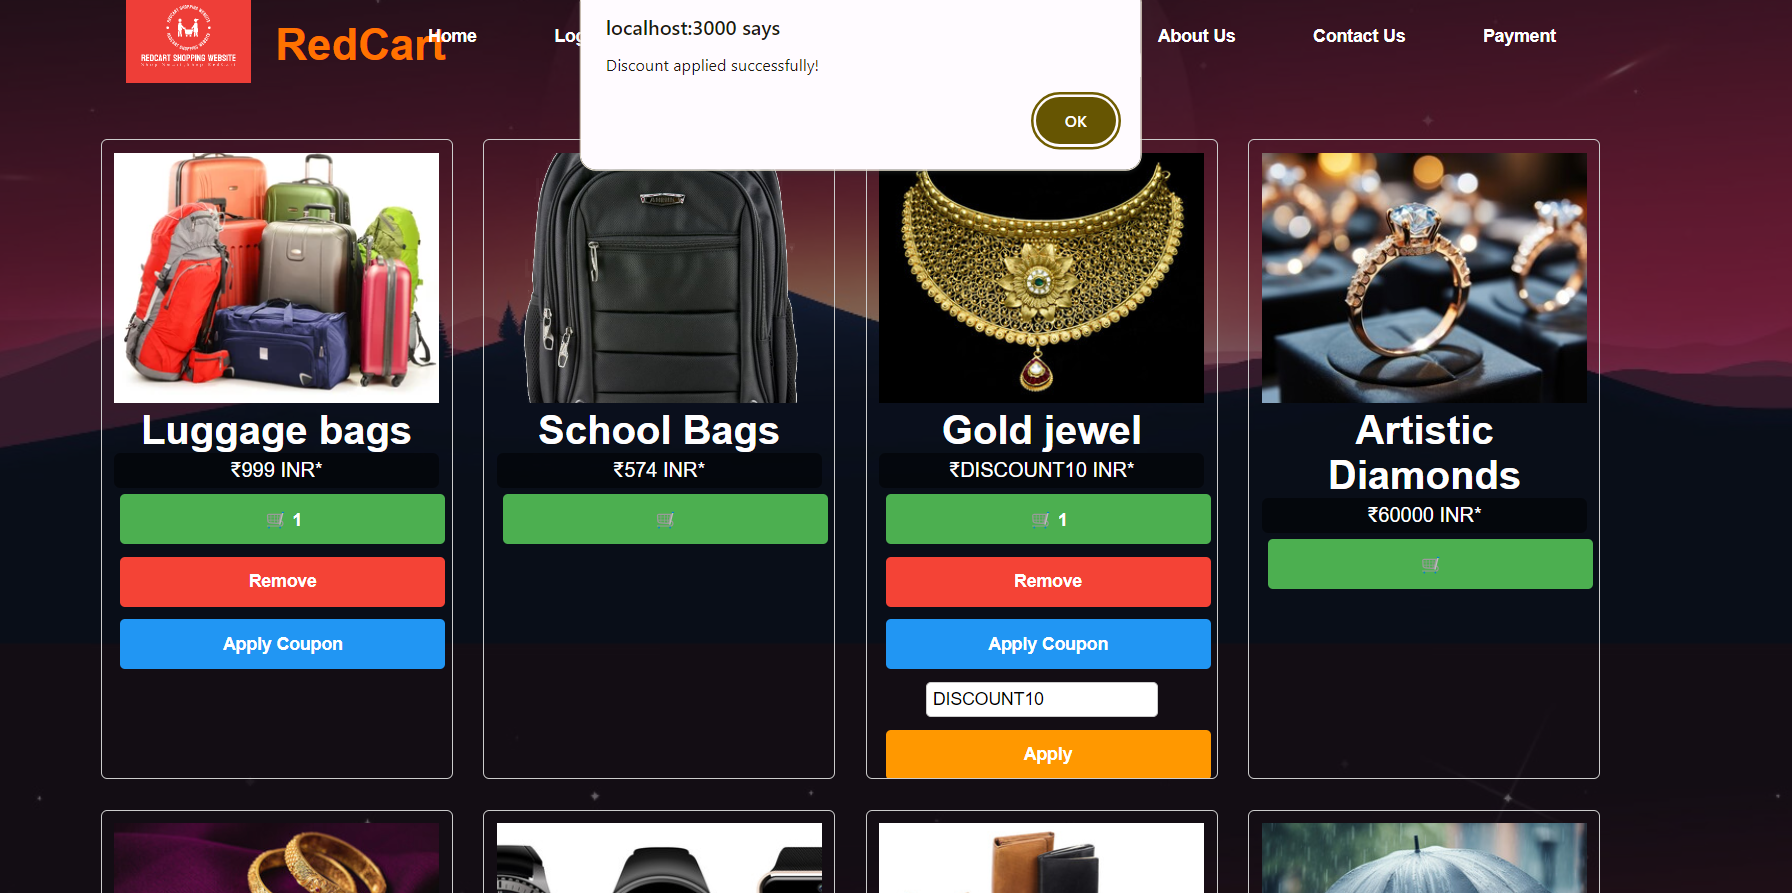 REDCART SHOPPING WEBSITE
RedCart
Home
Log
localhost:3000 says
Discount applied successfully!
OK
About Us
Contact Us
Payment
Luggage bags
₹999 INR*
1
Remove
Apply Coupon
School Bags
₹574 INR*
Gold jewel
₹DISCOUNT10 INR*
1
Remove
Apply Coupon
DISCOUNT10
Apply
Artistic
Diamonds
₹60000 INR*